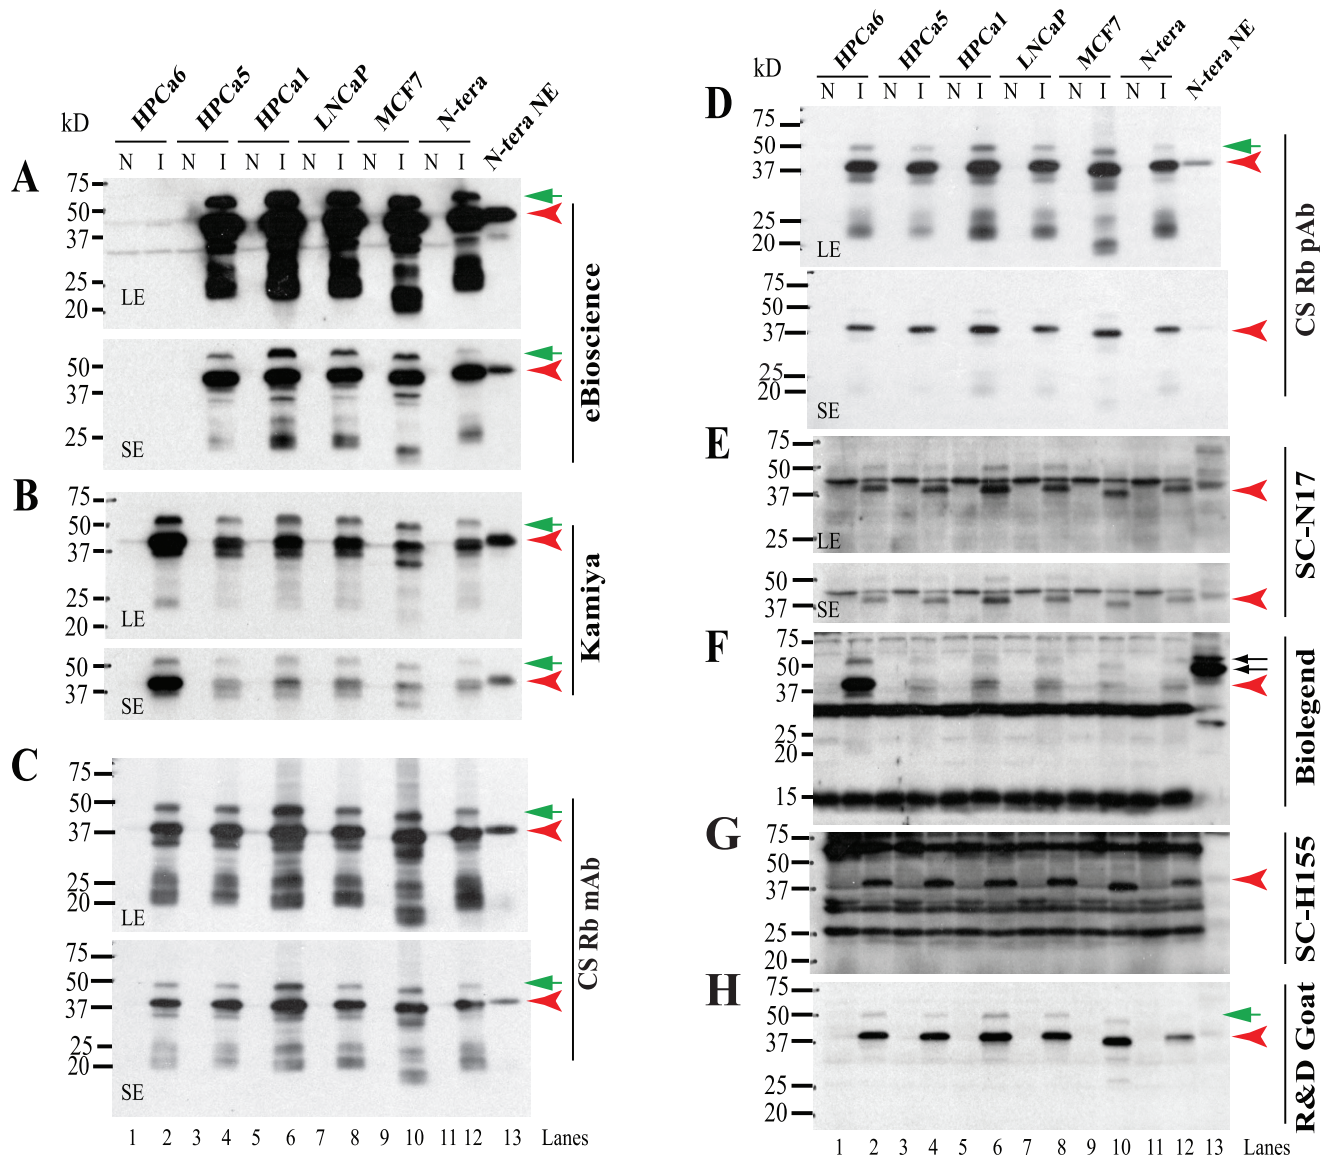 kD
HPCa6 HPCa5 HPCa1 LNCaP MCF7 N-tera N-tera NE
N I N I N I N I N I N I
A
75
50
37
25
20
LE
50
37
25
SE
eBioscience
B
75
50
37
25
20
LE
50
37
SE
Kamiya
C
75
50
37
25
20
LE
75
50
37
25
20
SE
CS Rb mAb
1 2 3 4 5 6 7 8 9 10 11 12 13 Lanes
kD
HPCa6 HPCa5 HPCa1 LNCaP MCF7 N-tera N-tera NE
N I N I N I N I N I N I
D
75
50
37
25
20
LE
75
50
37
25
20
SE
CS Rb pAb
E
75
50
37
25
LE
50
37
SE
SC-N17
F
75
50
37
25
20
15
Biolegend
G
75
50
37
25
20
SC-H155
H
75
50
37
25
20
R&D Goat
1 2 3 4 5 6 7 8 9 10 11 12 13 Lanes